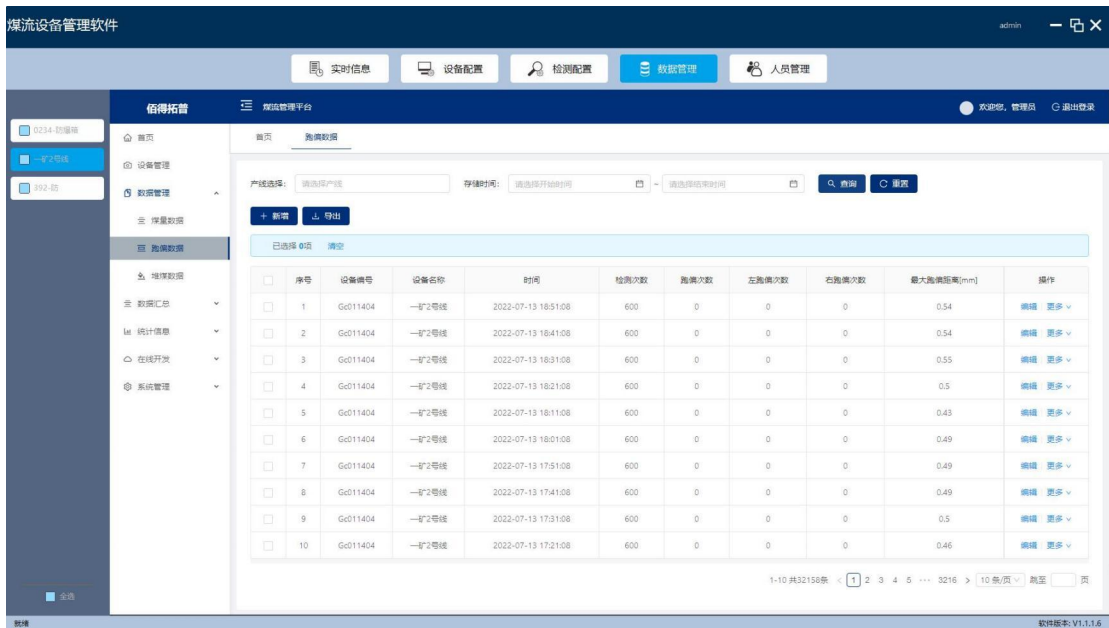 煤流设备管理软件 admin
实时信息 设备配置 检测配置 数据管理 人员管理
佰得拓普 煤流管理平台 欢迎您，管理员 退出登录
0234-防爆箱
一矿2号线
392-防
首页
设备管理
数据管理
煤量数据
跑偏数据
堆煤数据
数据汇总
统计信息
在线开发
系统管理
全选
首页 跑偏数据
产线选择： 请选择产线 存储时间： 请选择开始时间 ~ 请选择结束时间 查询 重置
+ 新增 导出
已选择 0项 清空
序号 设备编号 设备名称 时间 检测次数 跑偏次数 左跑偏次数 右跑偏次数 最大跑偏距离[mm] 操作
1 Gc011404 一矿2号线 2022-07-13 18:51:08 600 0 0 0 0.54 编辑 更多
2 Gc011404 一矿2号线 2022-07-13 18:41:08 600 0 0 0 0.54 编辑 更多
3 Gc011404 一矿2号线 2022-07-13 18:31:08 600 0 0 0 0.55 编辑 更多
4 Gc011404 一矿2号线 2022-07-13 18:21:08 600 0 0 0 0.5 编辑 更多
5 Gc011404 一矿2号线 2022-07-13 18:11:08 600 0 0 0 0.43 编辑 更多
6 Gc011404 一矿2号线 2022-07-13 18:01:08 600 0 0 0 0.49 编辑 更多
7 Gc011404 一矿2号线 2022-07-13 17:51:08 600 0 0 0 0.49 编辑 更多
8 Gc011404 一矿2号线 2022-07-13 17:41:08 600 0 0 0 0.49 编辑 更多
9 Gc011404 一矿2号线 2022-07-13 17:31:08 600 0 0 0 0.5 编辑 更多
10 Gc011404 一矿2号线 2022-07-13 17:21:08 600 0 0 0 0.46 编辑 更多
1-10 共32158条 < 1 2 3 4 5 ··· 3216 > 10 条/页 跳至 页
就绪 软件版本: V1.1.1.6